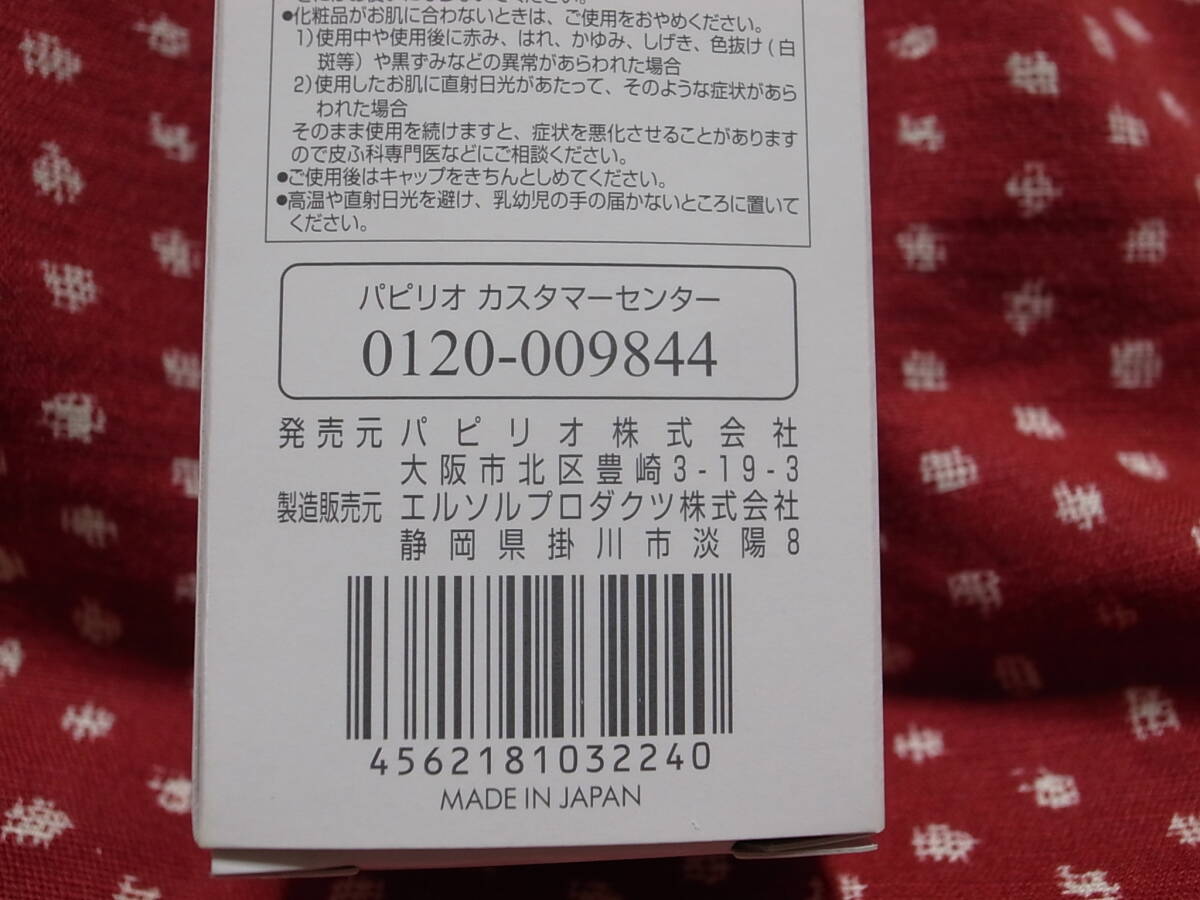 ●化粧品がお肌に合わないときは、ご使用をおやめください。
1)使用中や使用後に赤み、はれ、かゆみ、しげき、色抜け(白
斑等)や黒ずみなどの異常があらわれた場合
2)使用したお肌に直射日光があたって、そのような症状があら
われた場合
そのまま使用を続けますと、症状を悪化させることがあります
ので皮ふ科専門医などにご相談ください。
●ご使用後はキャップをきちんとしめてください。
●高温や直射日光を避け、乳幼児の手の届かないところに置いて
ください。
パピリオ カスタマーセンター
0120-009844
発売元 パピリオ株式会社
大阪市北区豊崎3-19-3
製造販売元 エルソルプロダクツ株式会社
静岡県掛川市淡陽8
4562181032240
MADE IN JAPAN